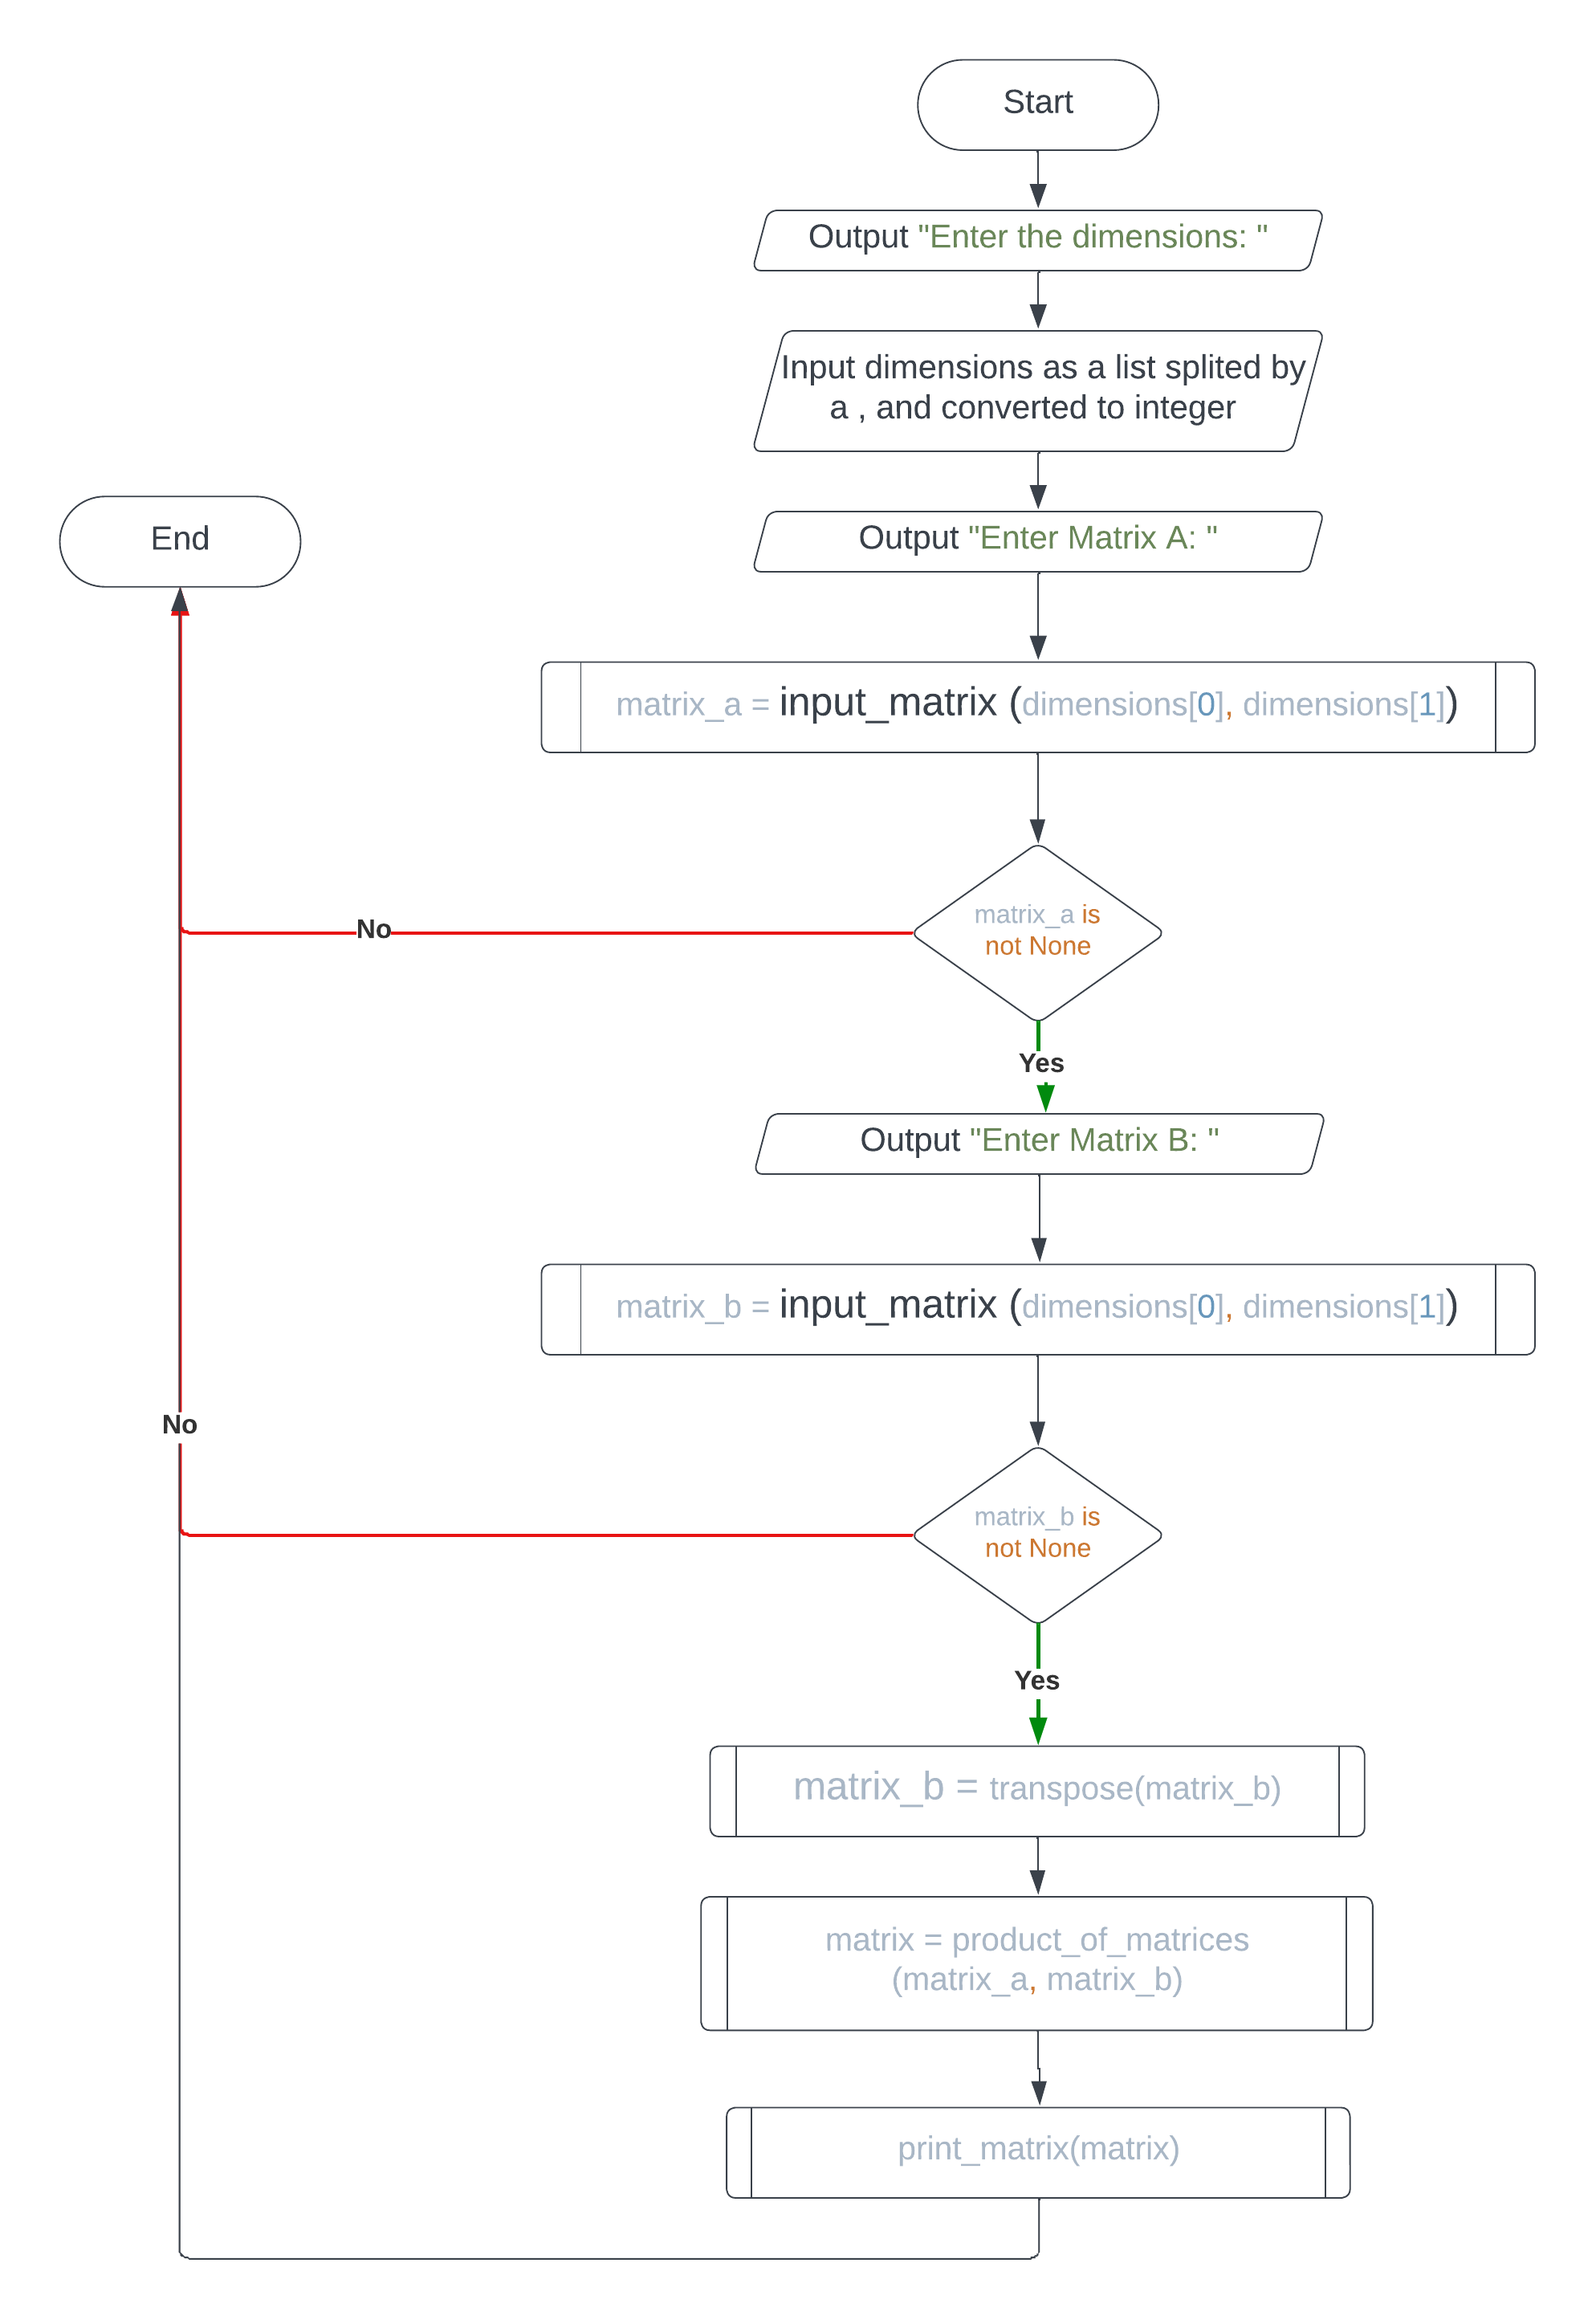 Start
Output "Enter the dimensions: "
Input dimensions as a list splited by
a , and converted to integer
Output "Enter Matrix A: "
End
matrix_a = input_matrix (dimensions[0], dimensions[1])
matrix_a is
not None
No
Yes
Output "Enter Matrix B: "
matrix_b = input_matrix (dimensions[0], dimensions[1])
No
matrix_b is
not None
Yes
matrix_b = transpose(matrix_b)
matrix = product_of_matrices
(matrix_a, matrix_b)
print_matrix(matrix)